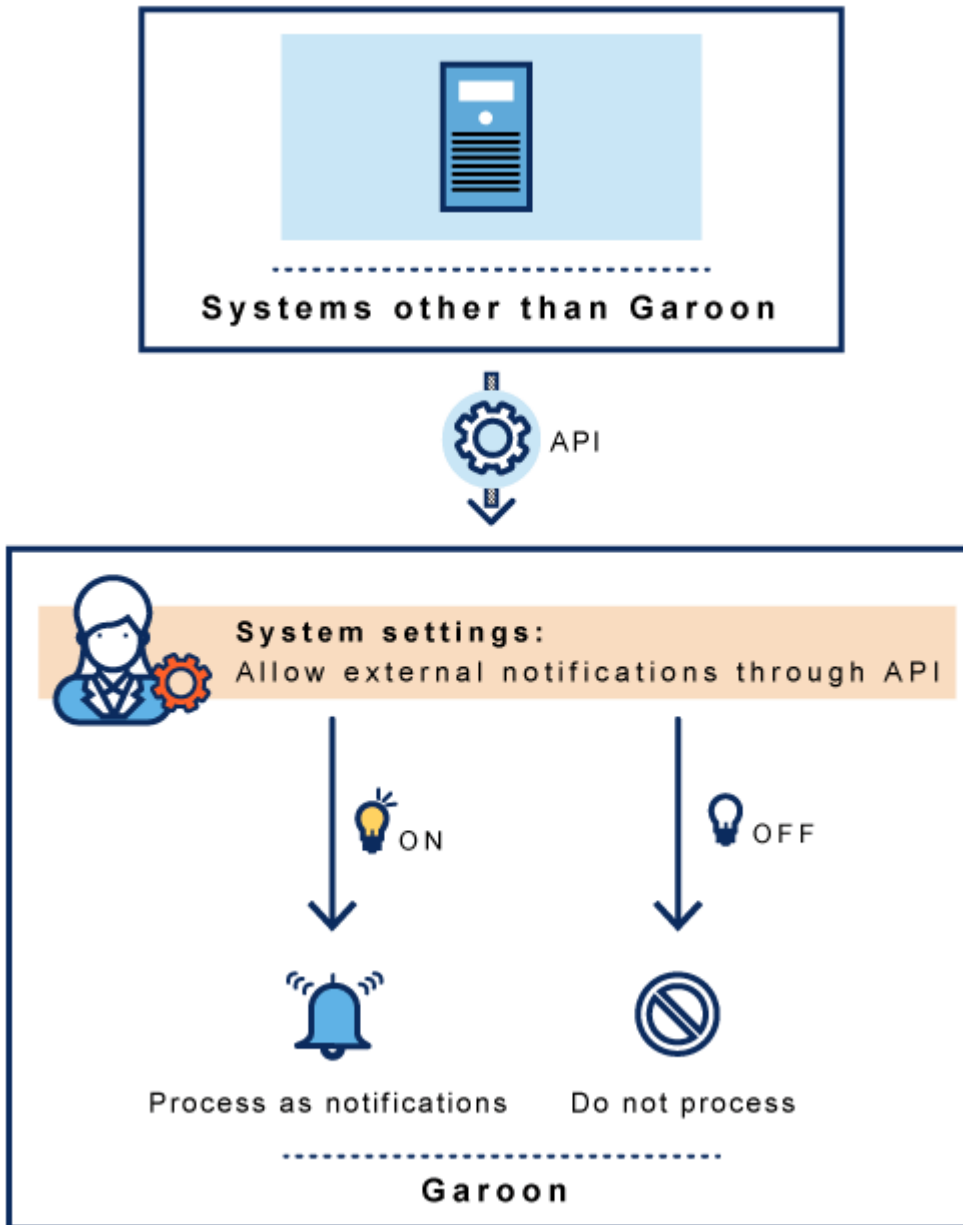 Systems other than Garoon
API
System settings:
Allow external notifications through API
ON
OFF
Process as notifications
Do not process
Garoon